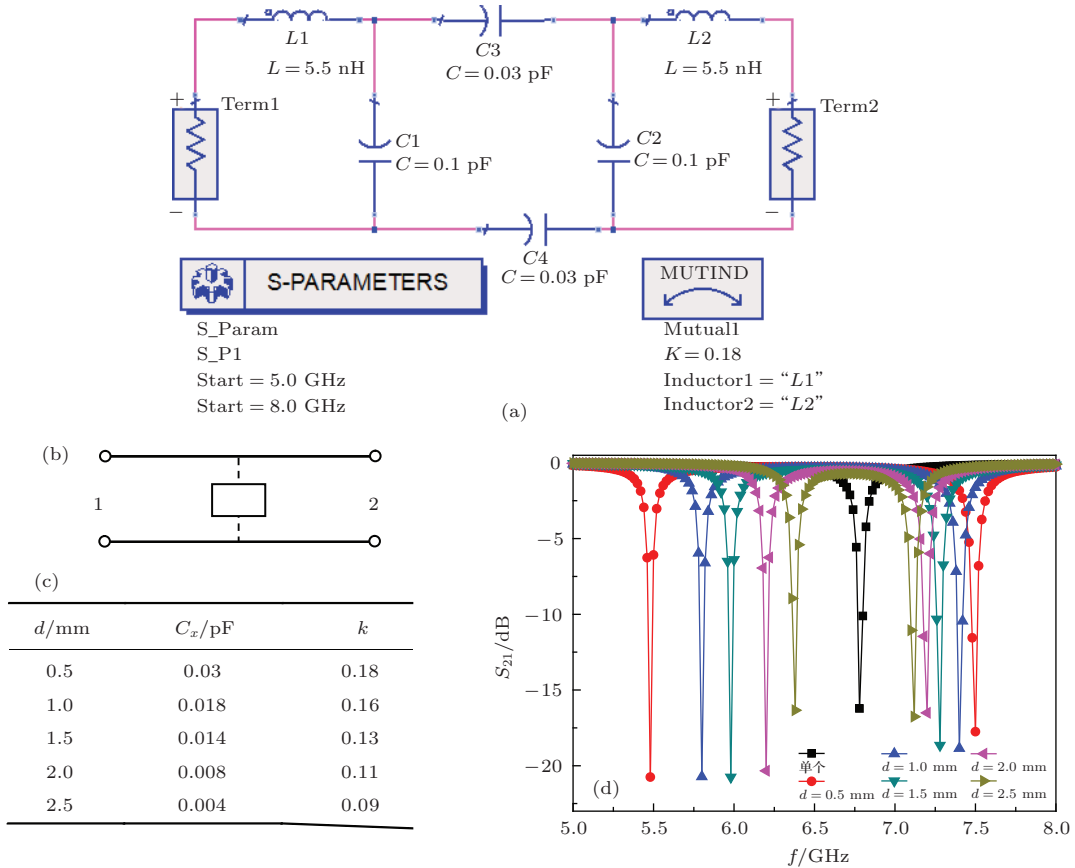 L1
L = 5.5 nH
C3
C = 0.03 pF
L2
L = 5.5 nH
+
Term1
−
C1
C = 0.1 pF
C2
C = 0.1 pF
+
Term2
−
C4
C = 0.03 pF
S-PARAMETERS
S_Param
S_P1
Start = 5.0 GHz
Start = 8.0 GHz
MUTIND
Mutual1
K = 0.18
Inductor1 = “L1”
Inductor2 = “L2”
(a)
(b)
1
2
(c)
d/mm Cx/pF k
0.5 0.03 0.18
1.0 0.018 0.16
1.5 0.014 0.13
2.0 0.008 0.11
2.5 0.004 0.09
0
−5
−10
−15
−20
S21/dB
(d)
单个
d = 0.5 mm
d = 1.0 mm
d = 1.5 mm
d = 2.0 mm
d = 2.5 mm
5.0 5.5 6.0 6.5 7.0 7.5 8.0
f/GHz